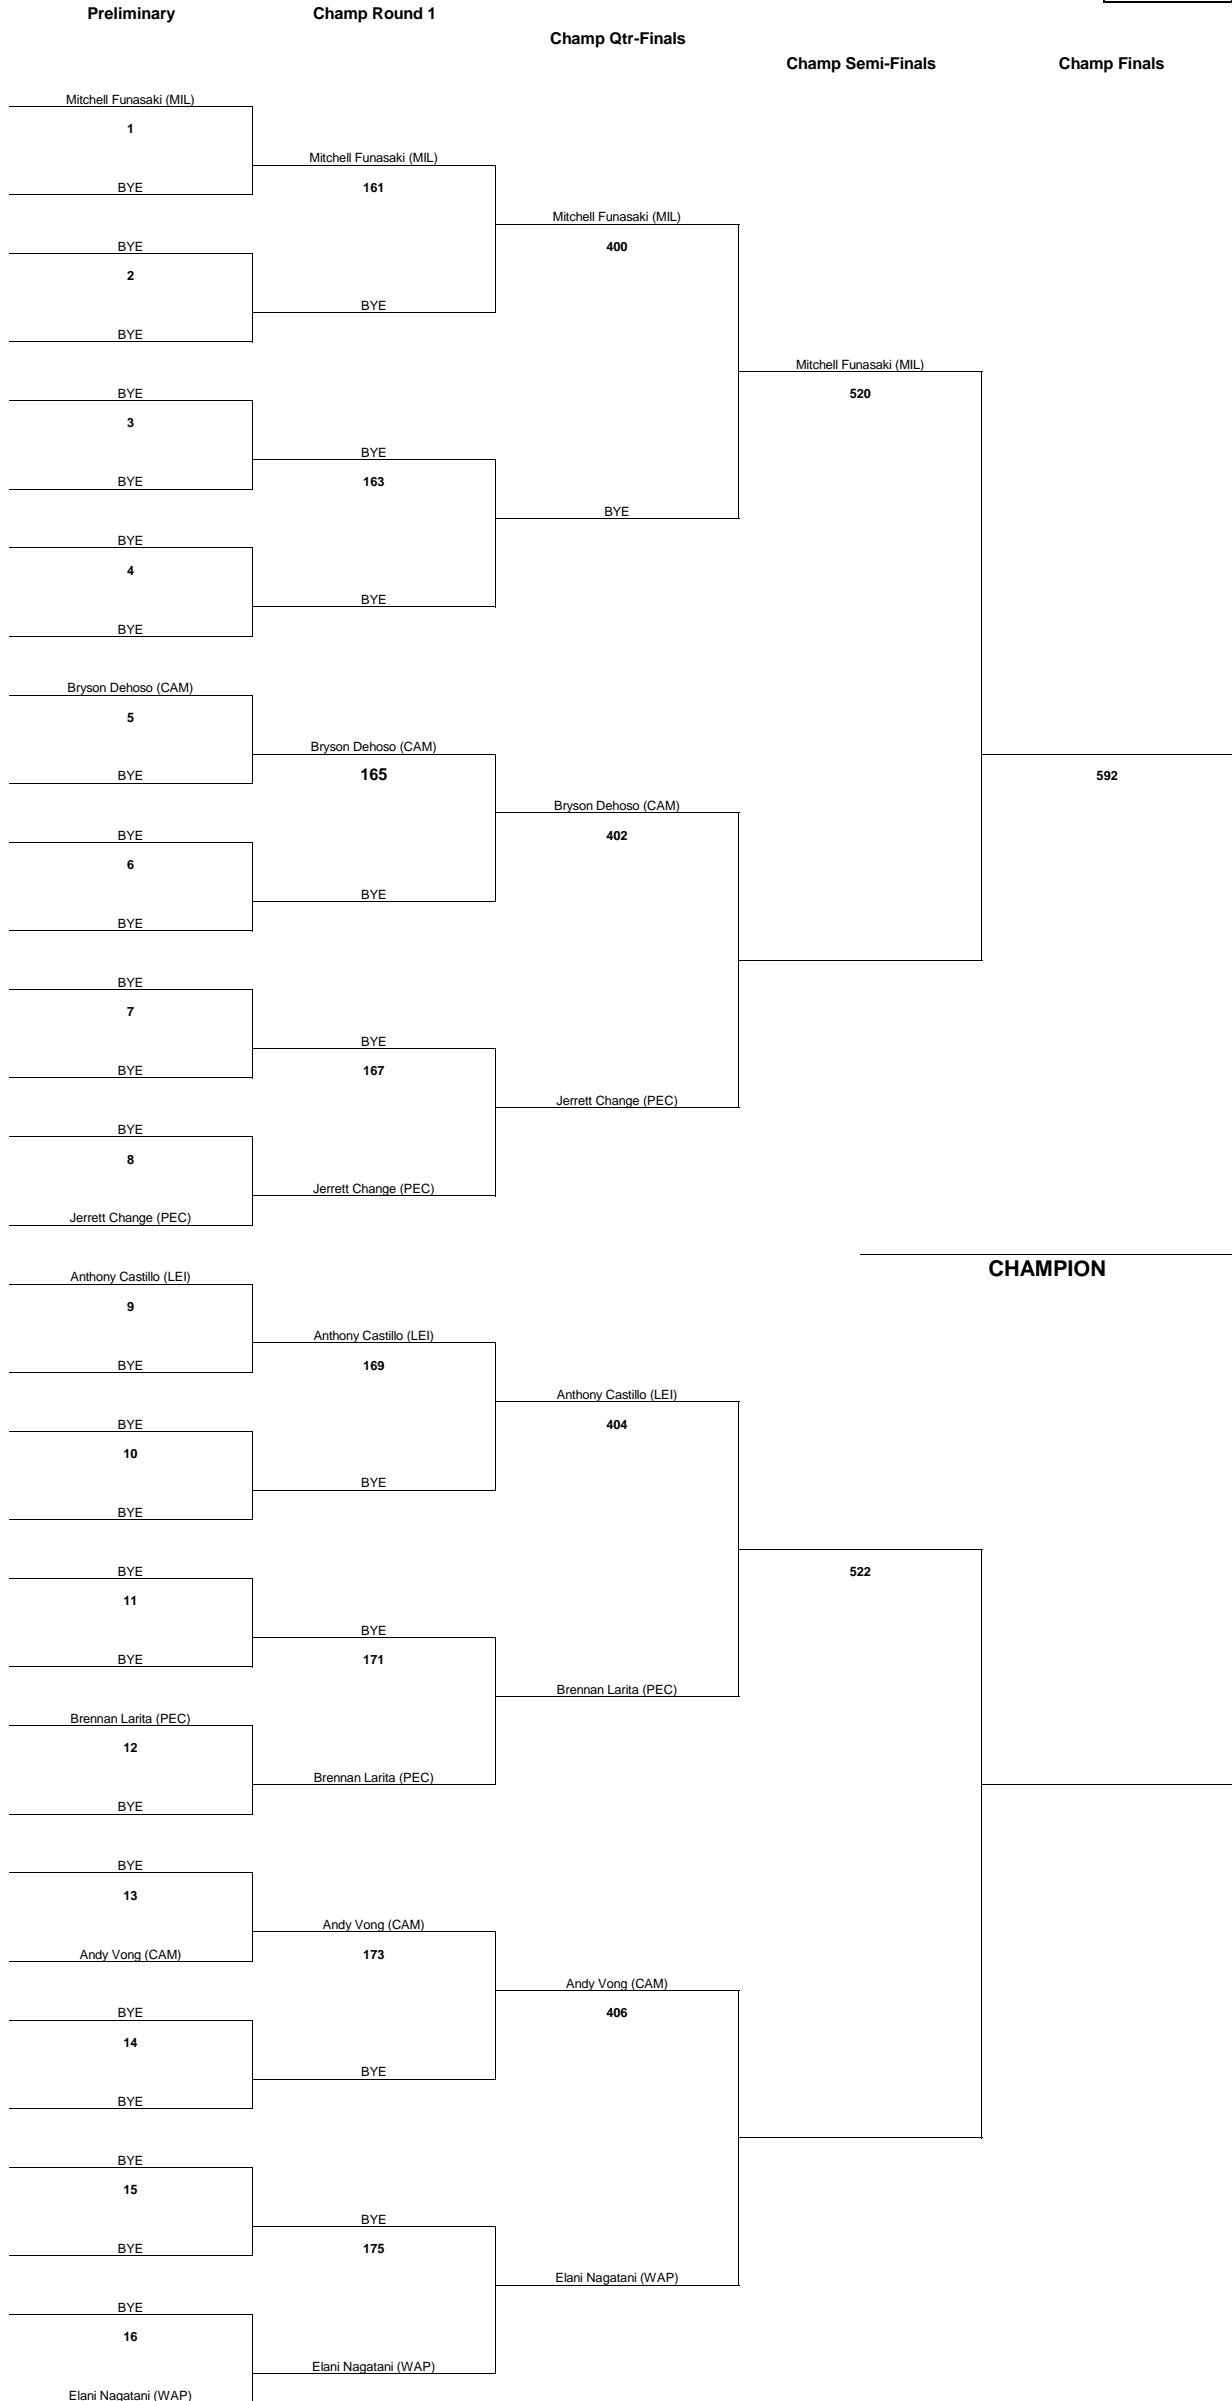 Preliminary
Champ Round 1
Champ Qtr-Finals
Champ Semi-Finals
Champ Finals
Mitchell Funasaki (MIL)
1
Mitchell Funasaki (MIL)
BYE
161
Mitchell Funasaki (MIL)
BYE
400
2
BYE
BYE
Mitchell Funasaki (MIL)
BYE
520
3
BYE
BYE
163
BYE
BYE
4
BYE
BYE
Bryson Dehoso (CAM)
5
Bryson Dehoso (CAM)
BYE
165
592
Bryson Dehoso (CAM)
BYE
402
6
BYE
BYE
BYE
7
BYE
BYE
167
Jerrett Change (PEC)
BYE
8
Jerrett Change (PEC)
Jerrett Change (PEC)
CHAMPION
Anthony Castillo (LEI)
9
Anthony Castillo (LEI)
BYE
169
Anthony Castillo (LEI)
BYE
404
10
BYE
BYE
BYE
522
11
BYE
BYE
171
Brennan Larita (PEC)
Brennan Larita (PEC)
12
Brennan Larita (PEC)
BYE
BYE
13
Andy Vong (CAM)
Andy Vong (CAM)
173
Andy Vong (CAM)
BYE
406
14
BYE
BYE
BYE
15
BYE
BYE
175
Elani Nagatani (WAP)
BYE
16
Elani Nagatani (WAP)
Elani Nagatani (WAP)